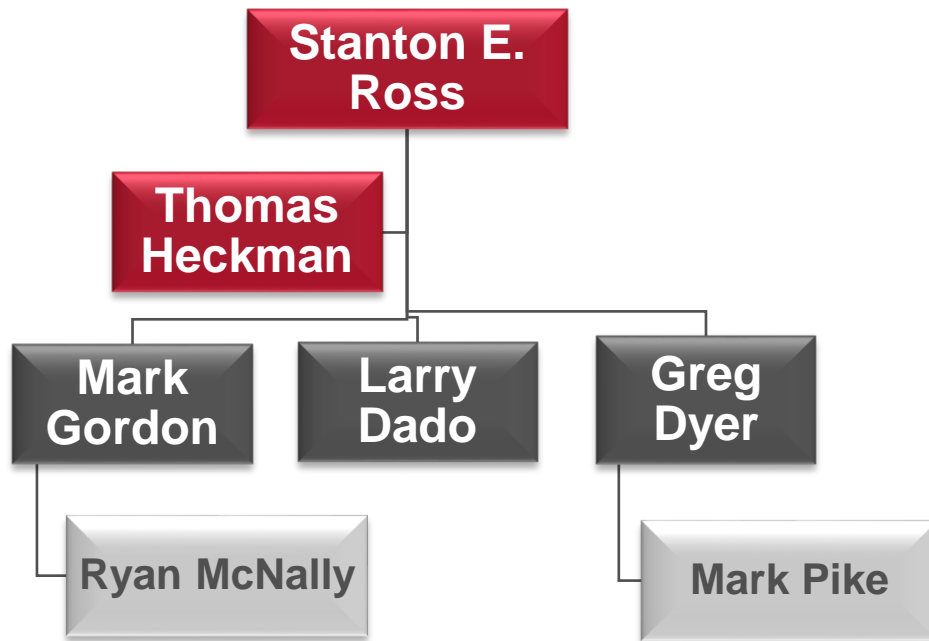 Stanton E.
Ross
Thomas
Heckman
Mark
Gordon
Larry
Dado
Greg
Dyer
Ryan McNally
Mark Pike